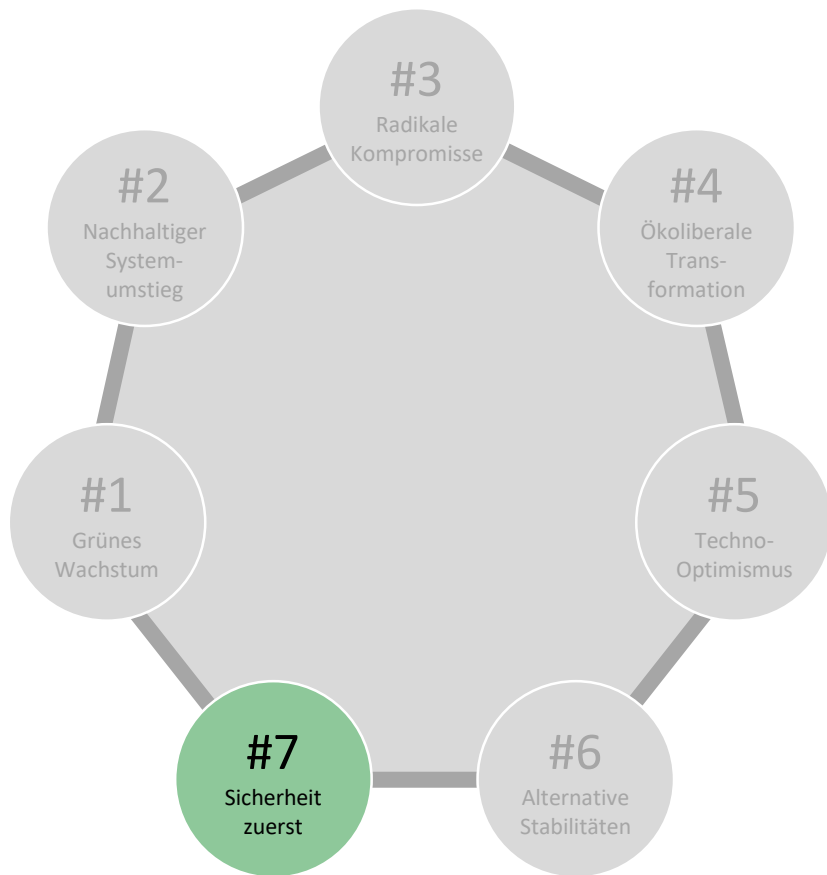 #3
Radikale
Kompromisse
#2
Nachhaltiger
System-
umstieg
#4
Ökoliberale
Trans-
formation
#1
Grünes
Wachstum
#5
Techno-
Optimismus
#7
Sicherheit
zuerst
#6
Alternative
Stabilitäten